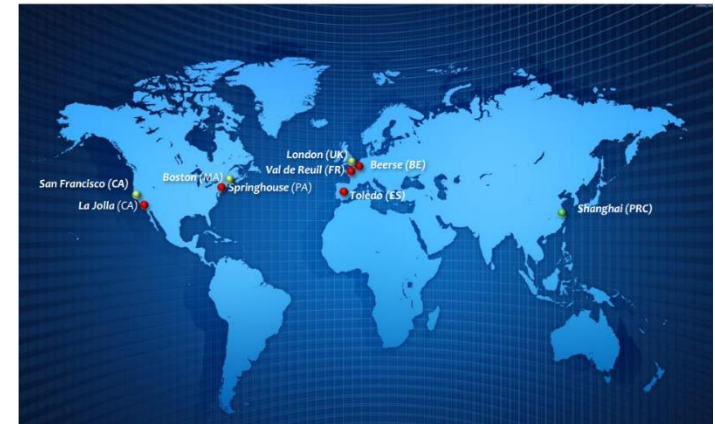 London (UK)
Val de Reuil (FR)
Beerse (BE)
San Francisco (CA)
Boston (MA)
Springhouse (PA)
La Jolla (CA)
Toledo (ES)
Shanghai (PRC)